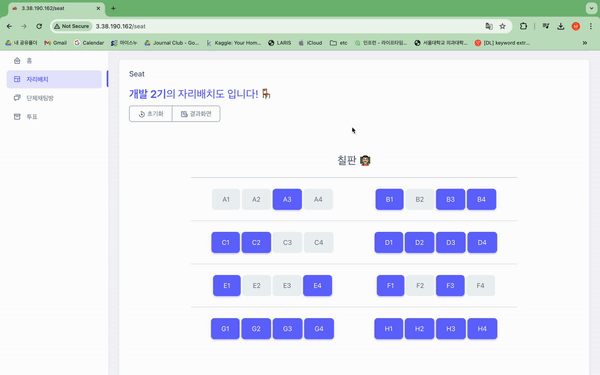 3.38.190.162/seat
Not Secure 3.38.190.162/seat
내 공유폴더 Gmail Calendar 마이스누 Journal Club - Go... Kaggle: Your Hom... LARIS iCloud etc 인프런 - 라이프타임... 서울대학교 의과대학... [DL] keyword extr...
홈
자리배치
단체채팅방
투표
Seat
개발 2기의 자리배치도 입니다!
초기화 결과화면
칠판
A1 A2 A3 A4 B1 B2 B3 B4
C1 C2 C3 C4 D1 D2 D3 D4
E1 E2 E3 E4 F1 F2 F3 F4
G1 G2 G3 G4 H1 H2 H3 H4